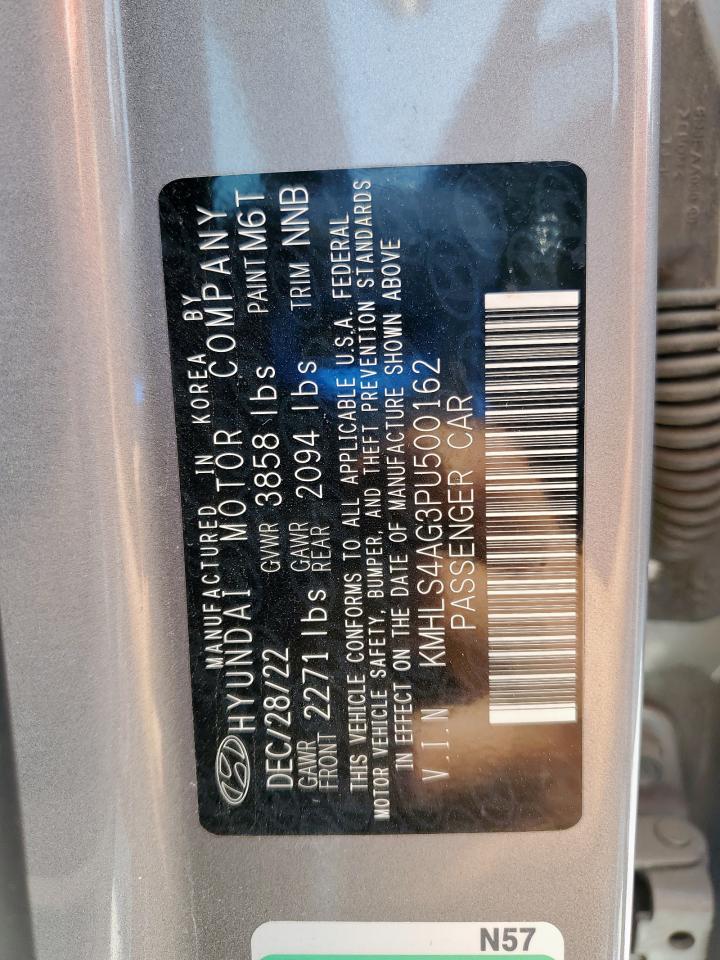 MANUFACTURED IN KOREA BY
HYUNDAI MOTOR COMPANY
DEC/28/22 GVWR 3858 lbs PAINT M6T
GAWR FRONT 2271 lbs GAWR REAR 2094 lbs TRIM NNB
THIS VEHICLE CONFORMS TO ALL APPLICABLE U.S.A. FEDERAL
MOTOR VEHICLE SAFETY, BUMPER, AND THEFT PREVENTION STANDARDS
IN EFFECT ON THE DATE OF MANUFACTURE SHOWN ABOVE
V.I.N KMHLS4AG3PU500162
PASSENGER CAR
N57